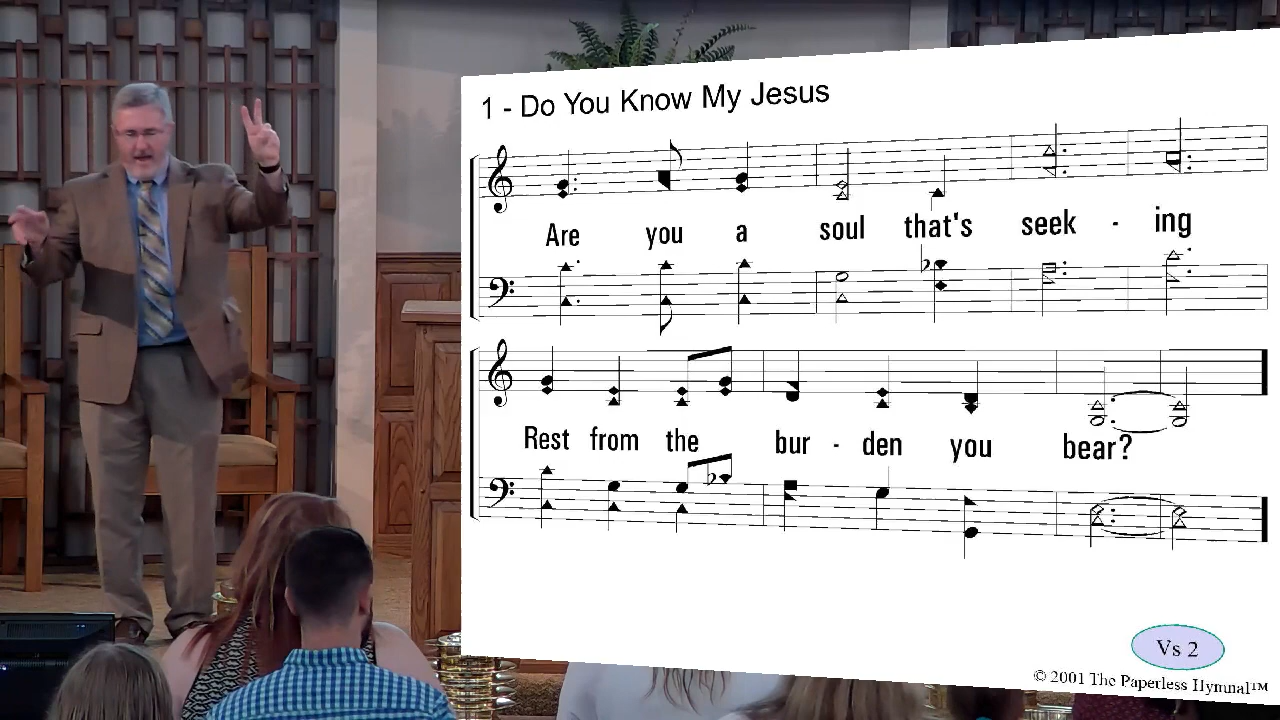 1 - Do You Know My Jesus
Are you a soul that's seek - ing
Rest from the bur - den you bear?
Vs 2
© 2001 The Paperless Hymnal™